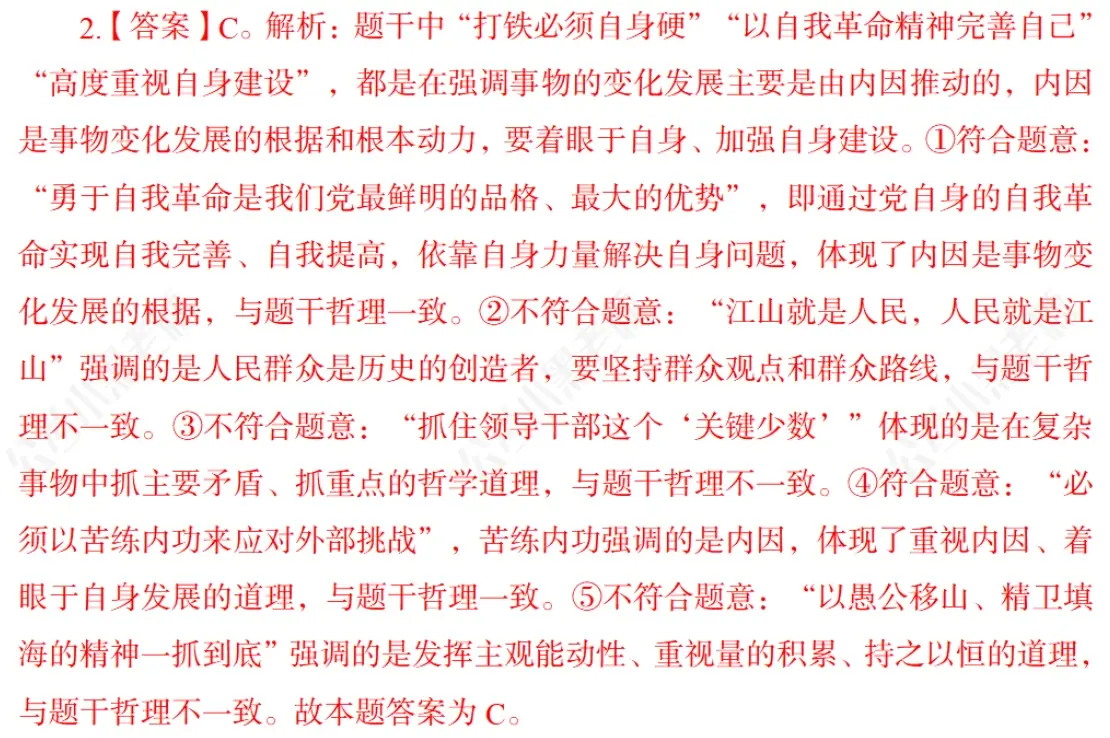 2.【答案】C。解析：题干中“打铁必须自身硬”“以自我革命精神完善自己”
“高度重视自身建设”，都是在强调事物的变化发展主要是由内因推动的，内因
是事物变化发展的根据和根本动力，要着眼于自身、加强自身建设。①符合题意：
“勇于自我革命是我们党最鲜明的品格、最大的优势”，即通过党自身的自我革
命实现自我完善、自我提高，依靠自身力量解决自身问题，体现了内因是事物变
化发展的根据，与题干哲理一致。②不符合题意：“江山就是人民，人民就是江
山”强调的是人民群众是历史的创造者，要坚持群众观点和群众路线，与题干哲
理不一致。③不符合题意：“抓住领导干部这个‘关键少数’”体现的是在复杂
事物中抓主要矛盾、抓重点的哲学道理，与题干哲理不一致。④符合题意：“必
须以苦练内功来应对外部挑战”，苦练内功强调的是内因，体现了重视内因、着
眼于自身发展的道理，与题干哲理一致。⑤不符合题意：“以愚公移山、精卫填
海的精神一抓到底”强调的是发挥主观能动性、重视量的积累、持之以恒的道理，
与题干哲理不一致。故本题答案为 C。